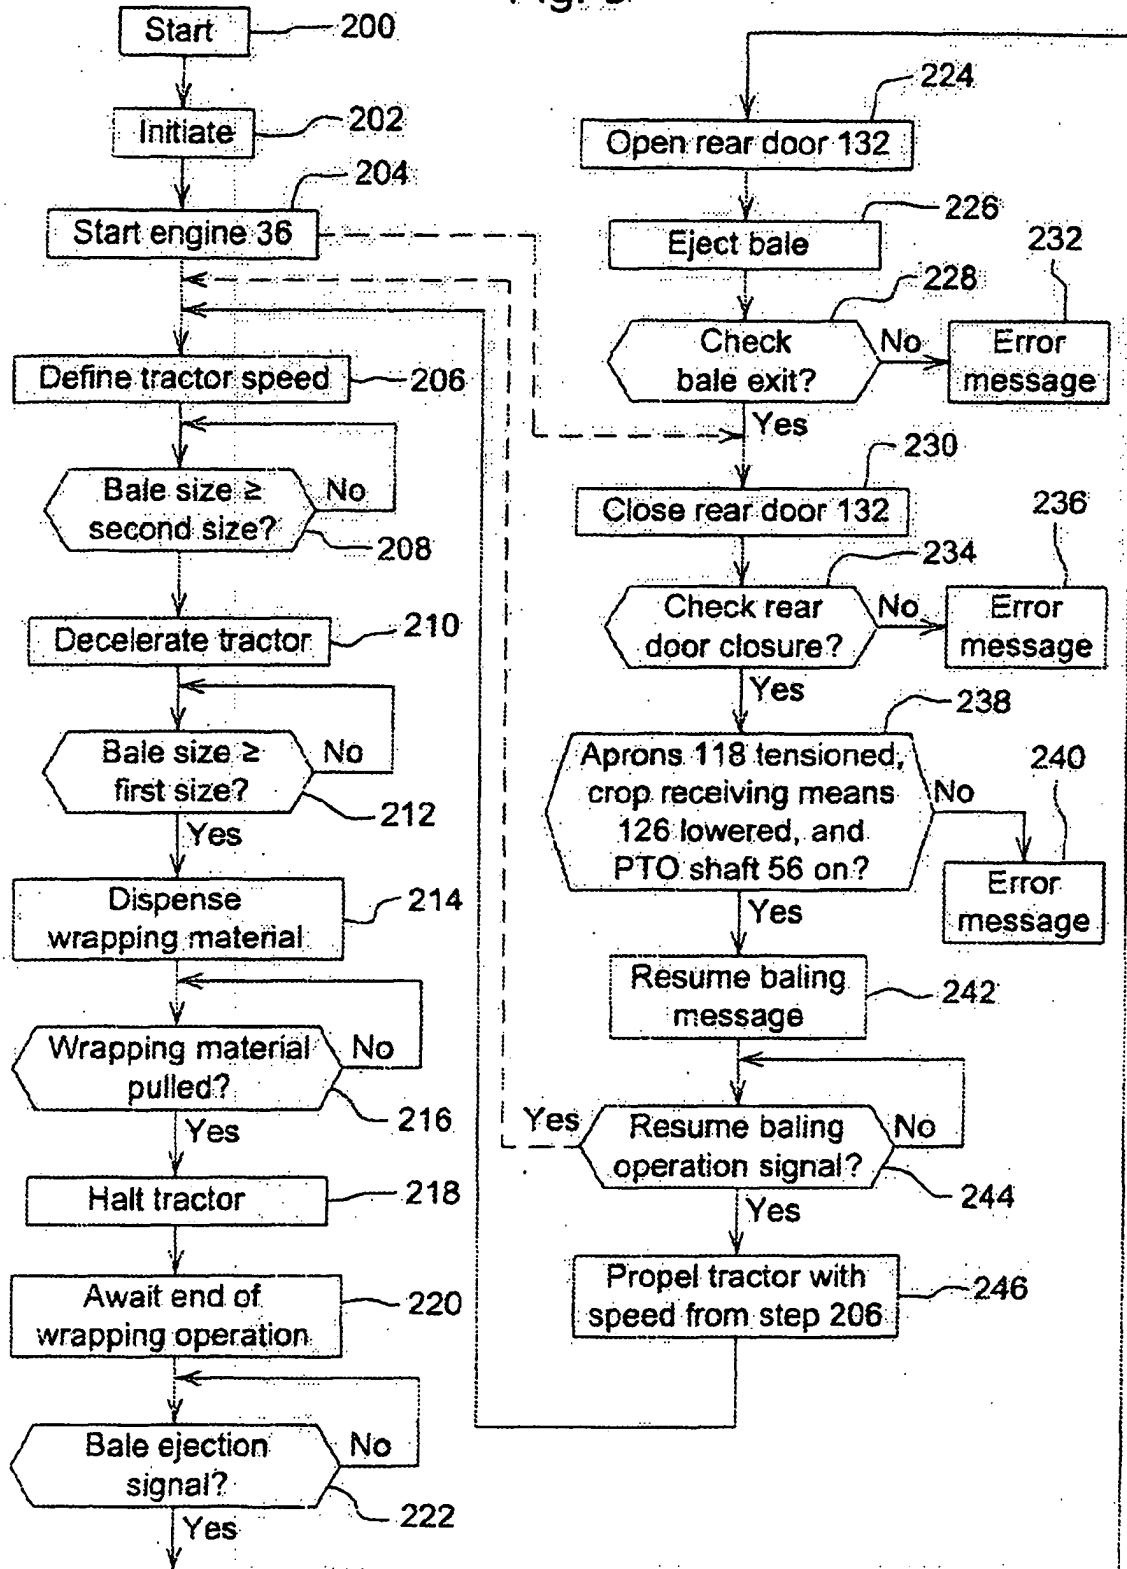 Start
200
Initiate
202
204
Start engine 36
Define tractor speed
206
Bale size ≥
second size?
No
208
Decelerate tractor
210
Bale size ≥
first size?
No
212
Yes
Dispense
wrapping material
214
Wrapping material
pulled?
No
216
Yes
Halt tractor
218
Await end of
wrapping operation
220
Bale ejection
signal?
No
222
Yes
224
Open rear door 132
226
Eject bale
228
Check
bale exit?
No
232
Error
message
Yes
230
Close rear door 132
234
Check rear
door closure?
No
236
Error
message
Yes
238
Aprons 118 tensioned,
crop receiving means
126 lowered, and
PTO shaft 56 on?
No
240
Error
message
Yes
Resume baling
message
242
Yes
Resume baling
operation signal?
No
244
Yes
Propel tractor with
speed from step 206
246